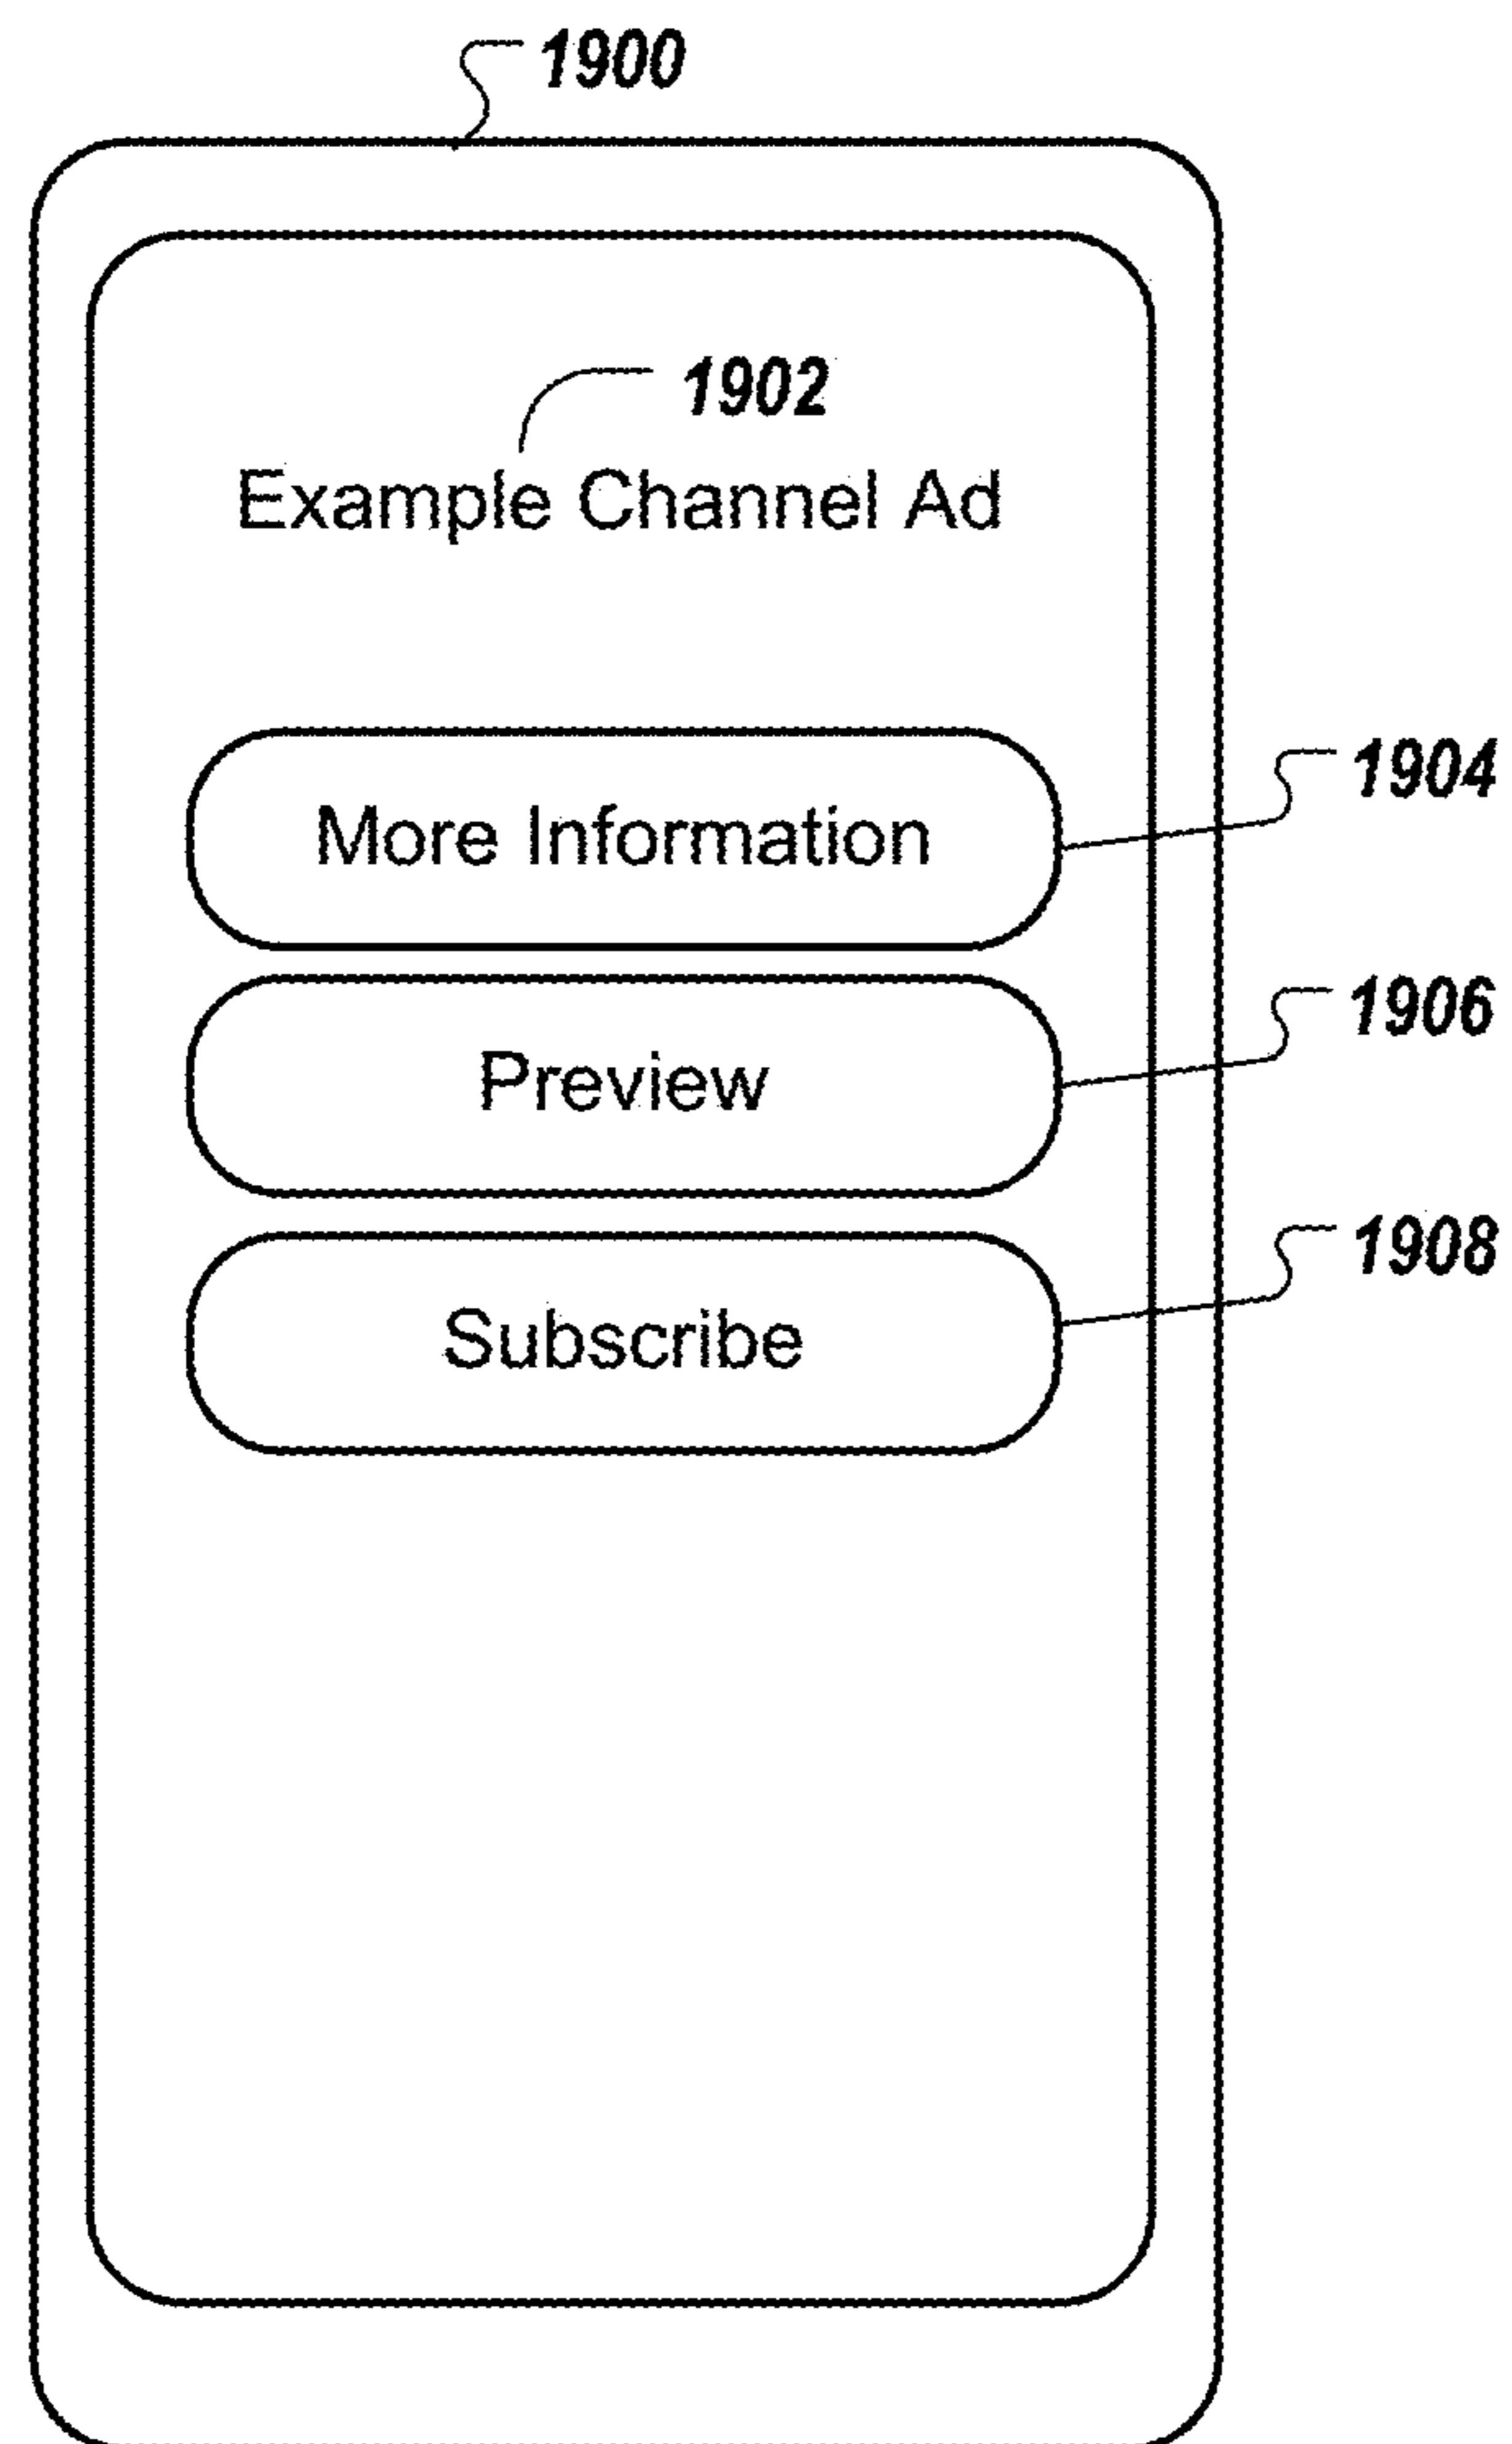 1900
1902
Example Channel Ad
More Information
1904
Preview
1906
Subscribe
1908